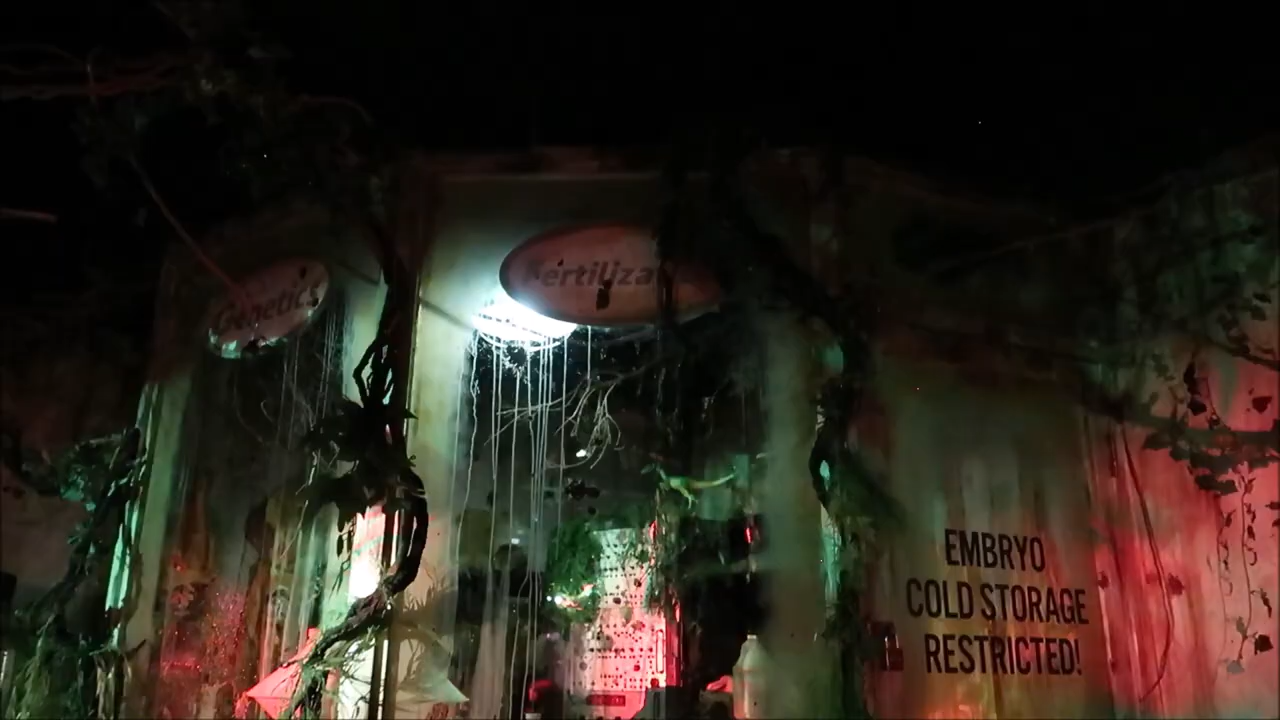 Genetics
Fertiliza
EMBRYO
COLD STORAGE
RESTRICTED!